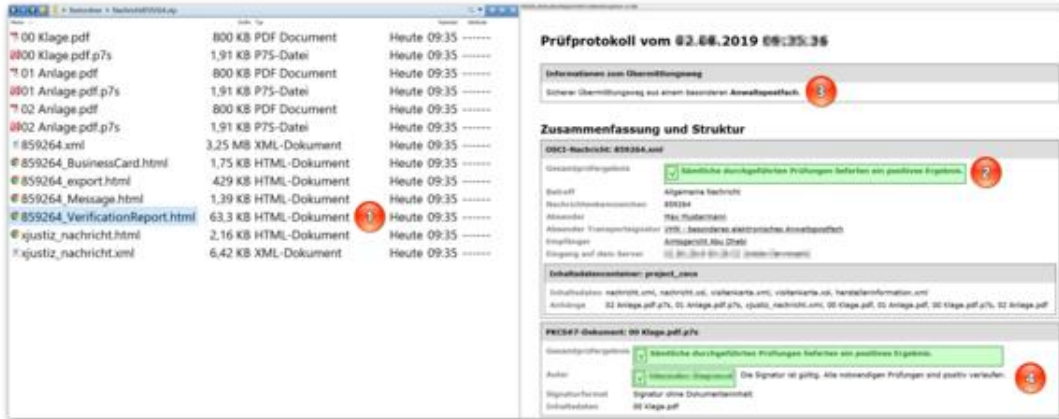 Nachricht859264.zip
00 Klage.pdf 800 KB PDF Document Heute 09:35 ------
00 Klage.pdf.p7s 1,91 KB P7S-Datei Heute 09:35 ------
01 Anlage.pdf 800 KB PDF Document Heute 09:35 ------
01 Anlage.pdf.p7s 1,91 KB P7S-Datei Heute 09:35 ------
02 Anlage.pdf 800 KB PDF Document Heute 09:35 ------
02 Anlage.pdf.p7s 1,91 KB P7S-Datei Heute 09:35 ------
859264.xml 3,25 MB XML-Dokument Heute 09:35 ------
859264_BusinessCard.html 1,75 KB HTML-Dokument Heute 09:35 ------
859264_export.html 429 KB HTML-Dokument Heute 09:35 ------
859264_Message.html 1,39 KB HTML-Dokument Heute 09:35 ------
859264_VerificationReport.html 63,3 KB HTML-Dokument 1 Heute 09:35 ------
xjustiz_nachricht.html 2,16 KB HTML-Dokument Heute 09:35 ------
xjustiz_nachricht.xml 6,42 KB XML-Dokument Heute 09:35 ------
Prüfprotokoll vom .2019
Informationen zum Übermittlungsweg
Sicherer Übermittlungsweg aus einem besonderen Anwaltspostfach. 3
Zusammenfassung und Struktur
OSCI-Nachricht: 859264.xml
Gesamtprüfergebnis Sämtliche durchgeführten Prüfungen lieferten ein positives Ergebnis. 2
Betreff Allgemeine Nachricht
Nachrichtenkennzeichen 859264
Absender Max Mustermann
Absender Transportsignatur VHN - besonderes elektronisches Anwaltspostfach
Empfänger Amtsgericht Abu Dhabi
Eingang auf dem Server
Inhaltsdatencontainer: project_coco
Inhaltsdaten nachricht.xml, nachricht.xsl, visitenkarte.xml, visitenkarte.xsl, herstellerinformation.xml
Anhänge 02 Anlage.pdf.p7s, 01 Anlage.pdf.p7s, xjustiz_nachricht.xml, 00 Klage.pdf, 01 Anlage.pdf, 00 Klage.pdf.p7s, 02 Anlage.pdf
PKCS#7-Dokument: 00 Klage.pdf.p7s
Gesamtprüfergebnis Sämtliche durchgeführten Prüfungen lieferten ein positives Ergebnis.
Autor Die Signatur ist gültig. Alle notwendigen Prüfungen sind positiv verlaufen. 4
Signaturformat Signatur ohne Dokumenteninhalt
Inhaltsdaten 00 Klage.pdf